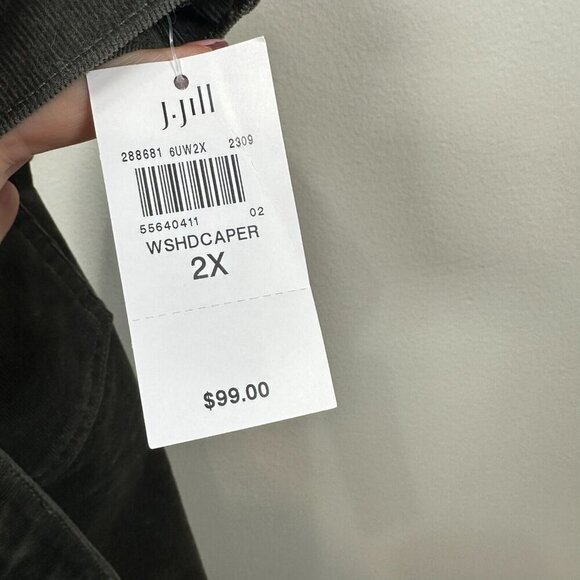 J.Jill
288681 6UW2X 2309
55640411 02
WSHDCAPER
2X
$99.00